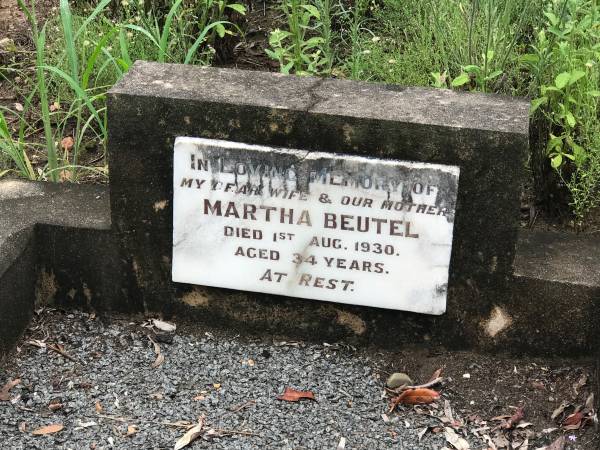 IN LOVING MEMORY OF
MY DEAR WIFE & OUR MOTHER
MARTHA BEUTEL
DIED 1ST AUG. 1930.
AGED 34 YEARS.
AT REST.